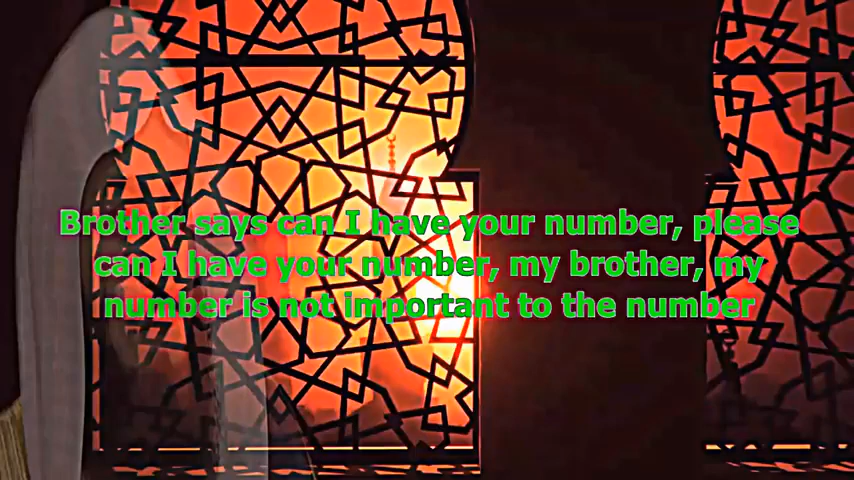 Brother says can I have your number, please
can I have your number, my brother, my
number is not important to the number